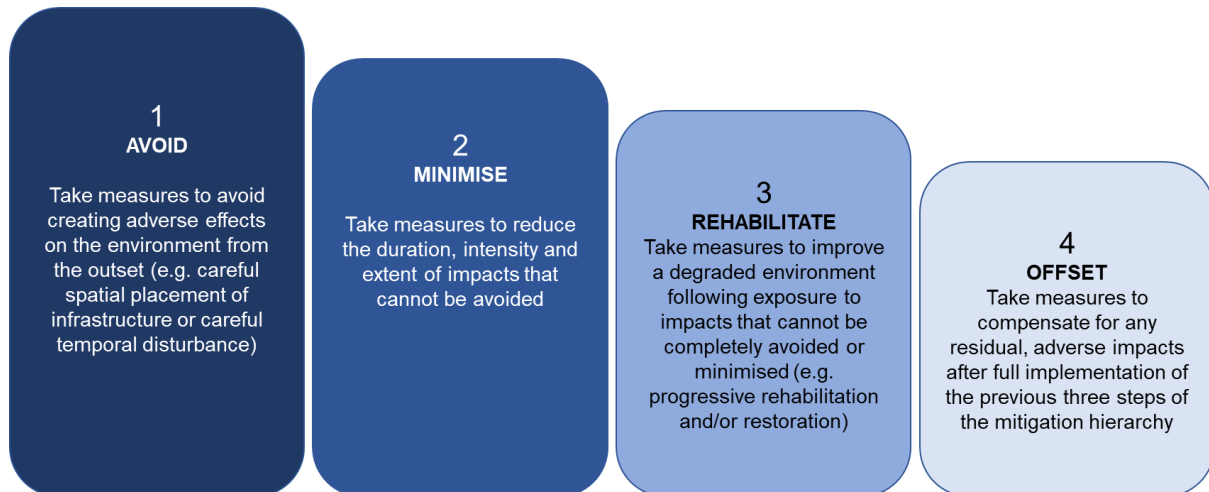 1
AVOID
Take measures to avoid
creating adverse effects
on the environment from
the outset (e.g. careful
spatial placement of
infrastructure or careful
temporal disturbance)
2
MINIMISE
Take measures to reduce
the duration, intensity and
extent of impacts that
cannot be avoided
3
REHABILITATE
Take measures to improve
a degraded environment
following exposure to
impacts that cannot be
completely avoided or
minimised (e.g.
progressive rehabilitation
and/or restoration)
4
OFFSET
Take measures to
compensate for any
residual, adverse impacts
after full implementation of
the previous three steps of
the mitigation hierarchy